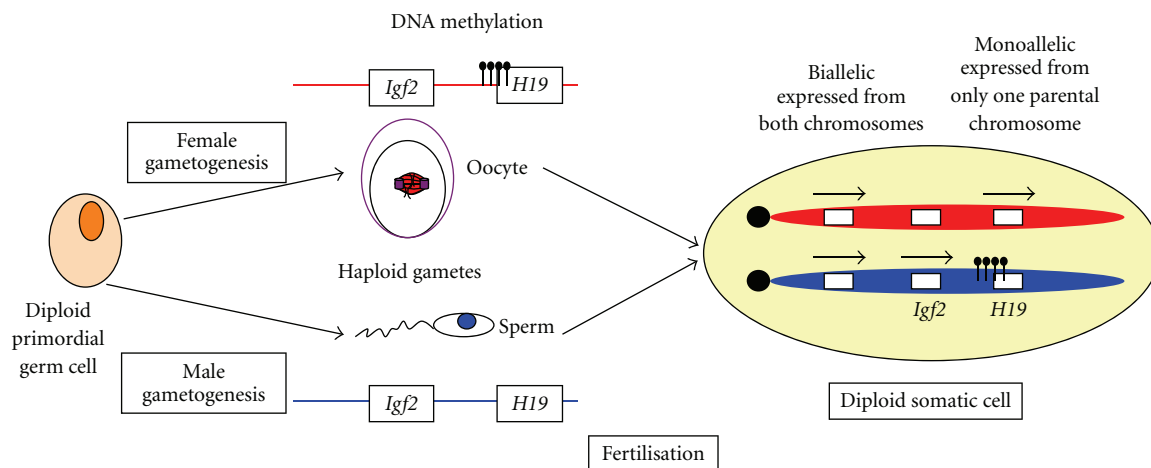 DNA methylation
Igf2
H19
Female
gametogenesis
Oocyte
Diploid
primordial
germ cell
Haploid gametes
Sperm
Male
gametogenesis
Igf2
H19
Fertilisation
Biallelic
expressed from
both chromosomes
Monoallelic
expressed from
only one parental
chromosome
Igf2
H19
Diploid somatic cell